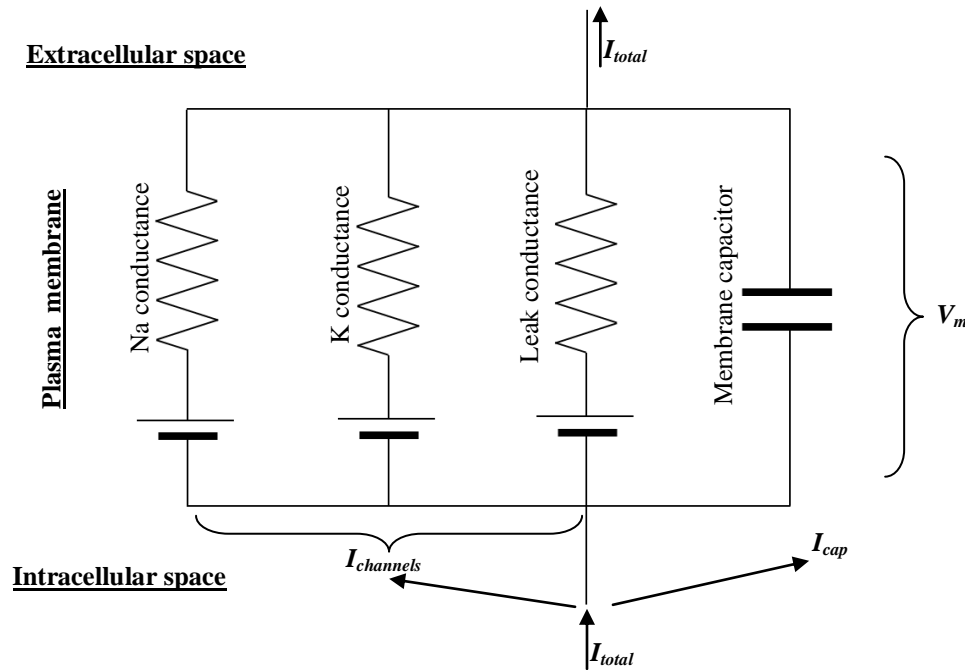 I_total
Extracellular space
Plasma membrane
Na conductance
K conductance
Leak conductance
Membrane capacitor
V_m
I_channels
I_cap
Intracellular space
I_total